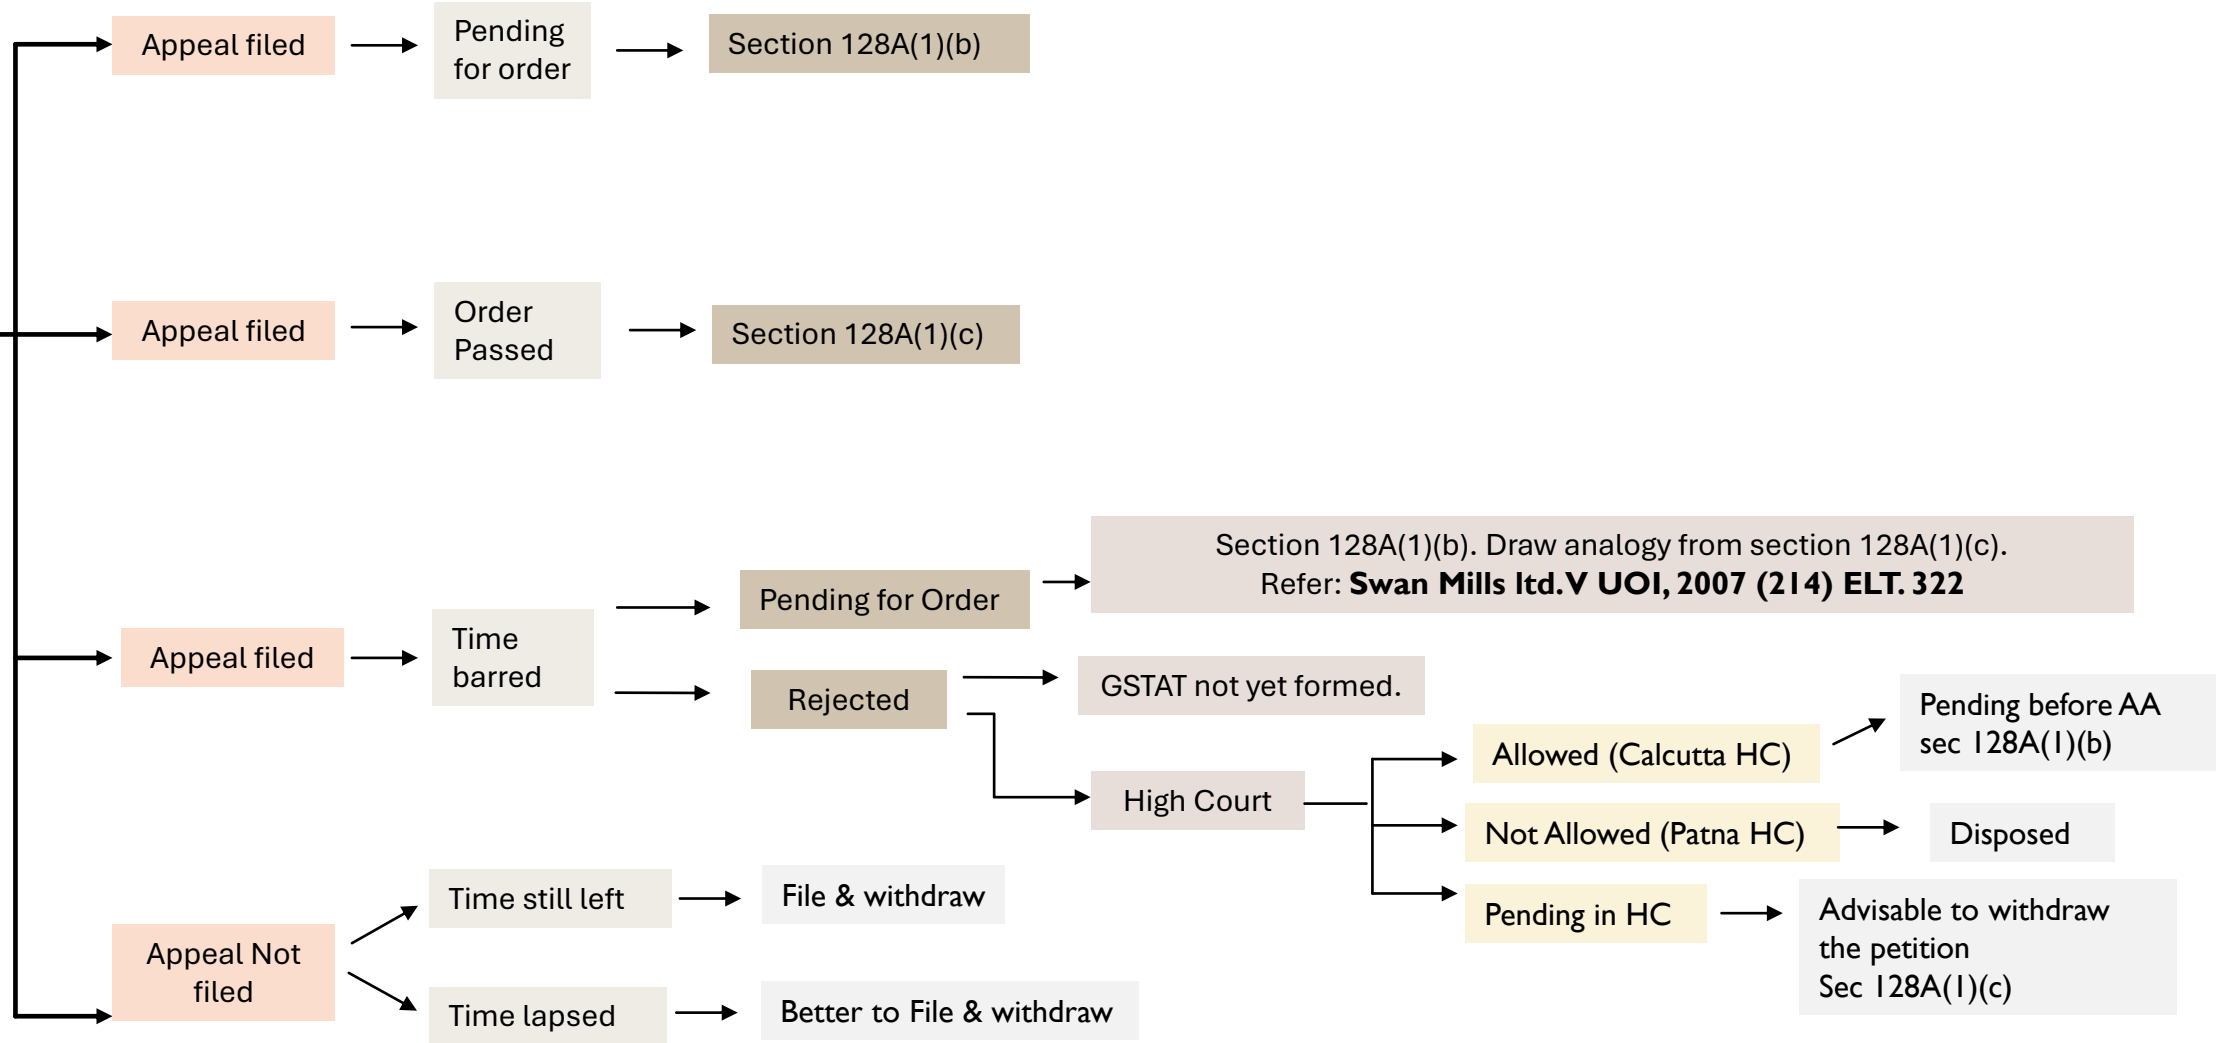 Appeal filed
Pending
for order
Section 128A(1)(b)
Appeal filed
Order
Passed
Section 128A(1)(c)
Appeal filed
Time
barred
Pending for Order
Section 128A(1)(b). Draw analogy from section 128A(1)(c).
Refer: Swan Mills ltd. V UOI, 2007 (214) ELT. 322
Rejected
GSTAT not yet formed.
High Court
Allowed (Calcutta HC)
Pending before AA
sec 128A(1)(b)
Not Allowed (Patna HC)
Disposed
Pending in HC
Advisable to withdraw
the petition
Sec 128A(1)(c)
Appeal Not
filed
Time still left
File & withdraw
Time lapsed
Better to File & withdraw